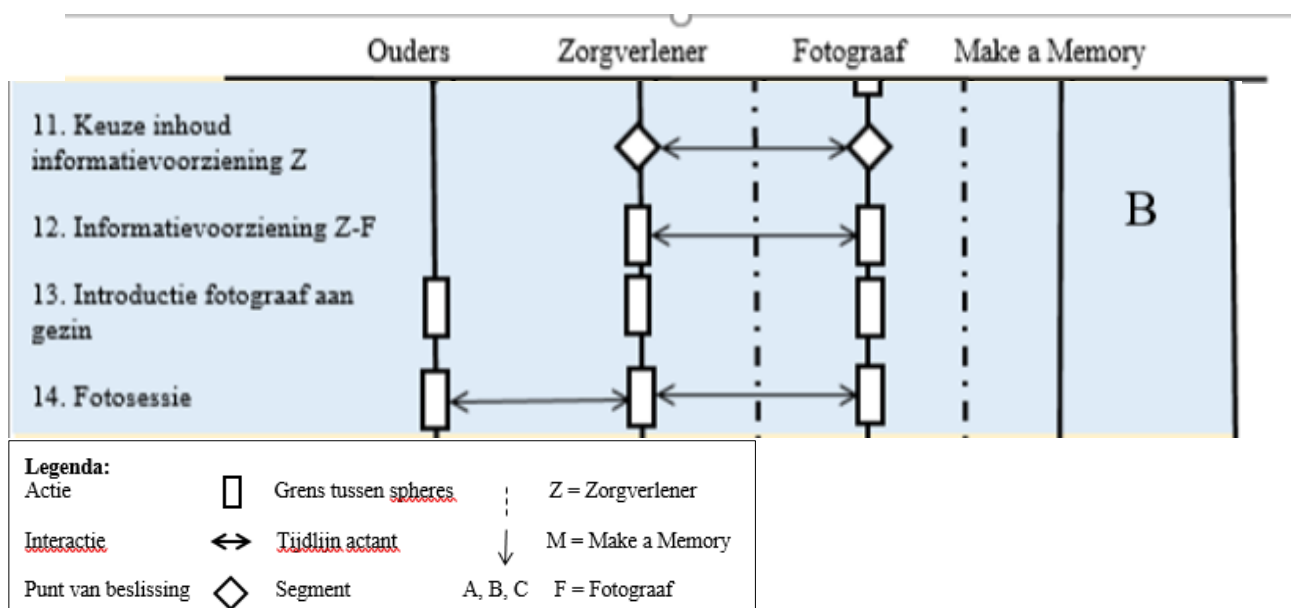 Ouders Zorgverlener Fotograaf Make a Memory
11. Keuze inhoud
informatievoorziening Z
B
12. Informatievoorziening Z-F
13. Introductie fotograaf aan
gezin
14. Fotosessie
Legenda:
Actie Grens tussen spheres Z = Zorgverlener
Interactie Tijdlijn actant M = Make a Memory
Punt van beslissing Segment A, B, C F = Fotograaf